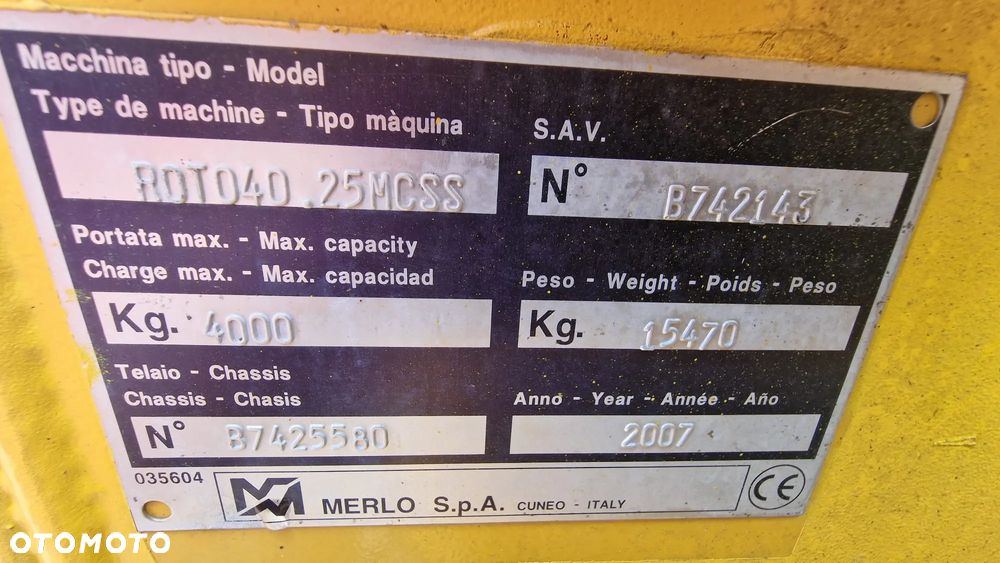 Macchina tipo - Model
Type de machine - Tipo màquina
ROTO40.25MCSS
S.A.V.
N° B742143
Portata max. - Max. capacity
Charge max. - Max. capacidad
Kg. 4000
Peso - Weight - Poids - Peso
Kg. 15470
Telaio - Chassis
Chassis - Chasis
N° B7425580
Anno - Year - Année - Año
2007
035604
MERLO S.p.A. CUNEO - ITALY
CE
OTOMOTO